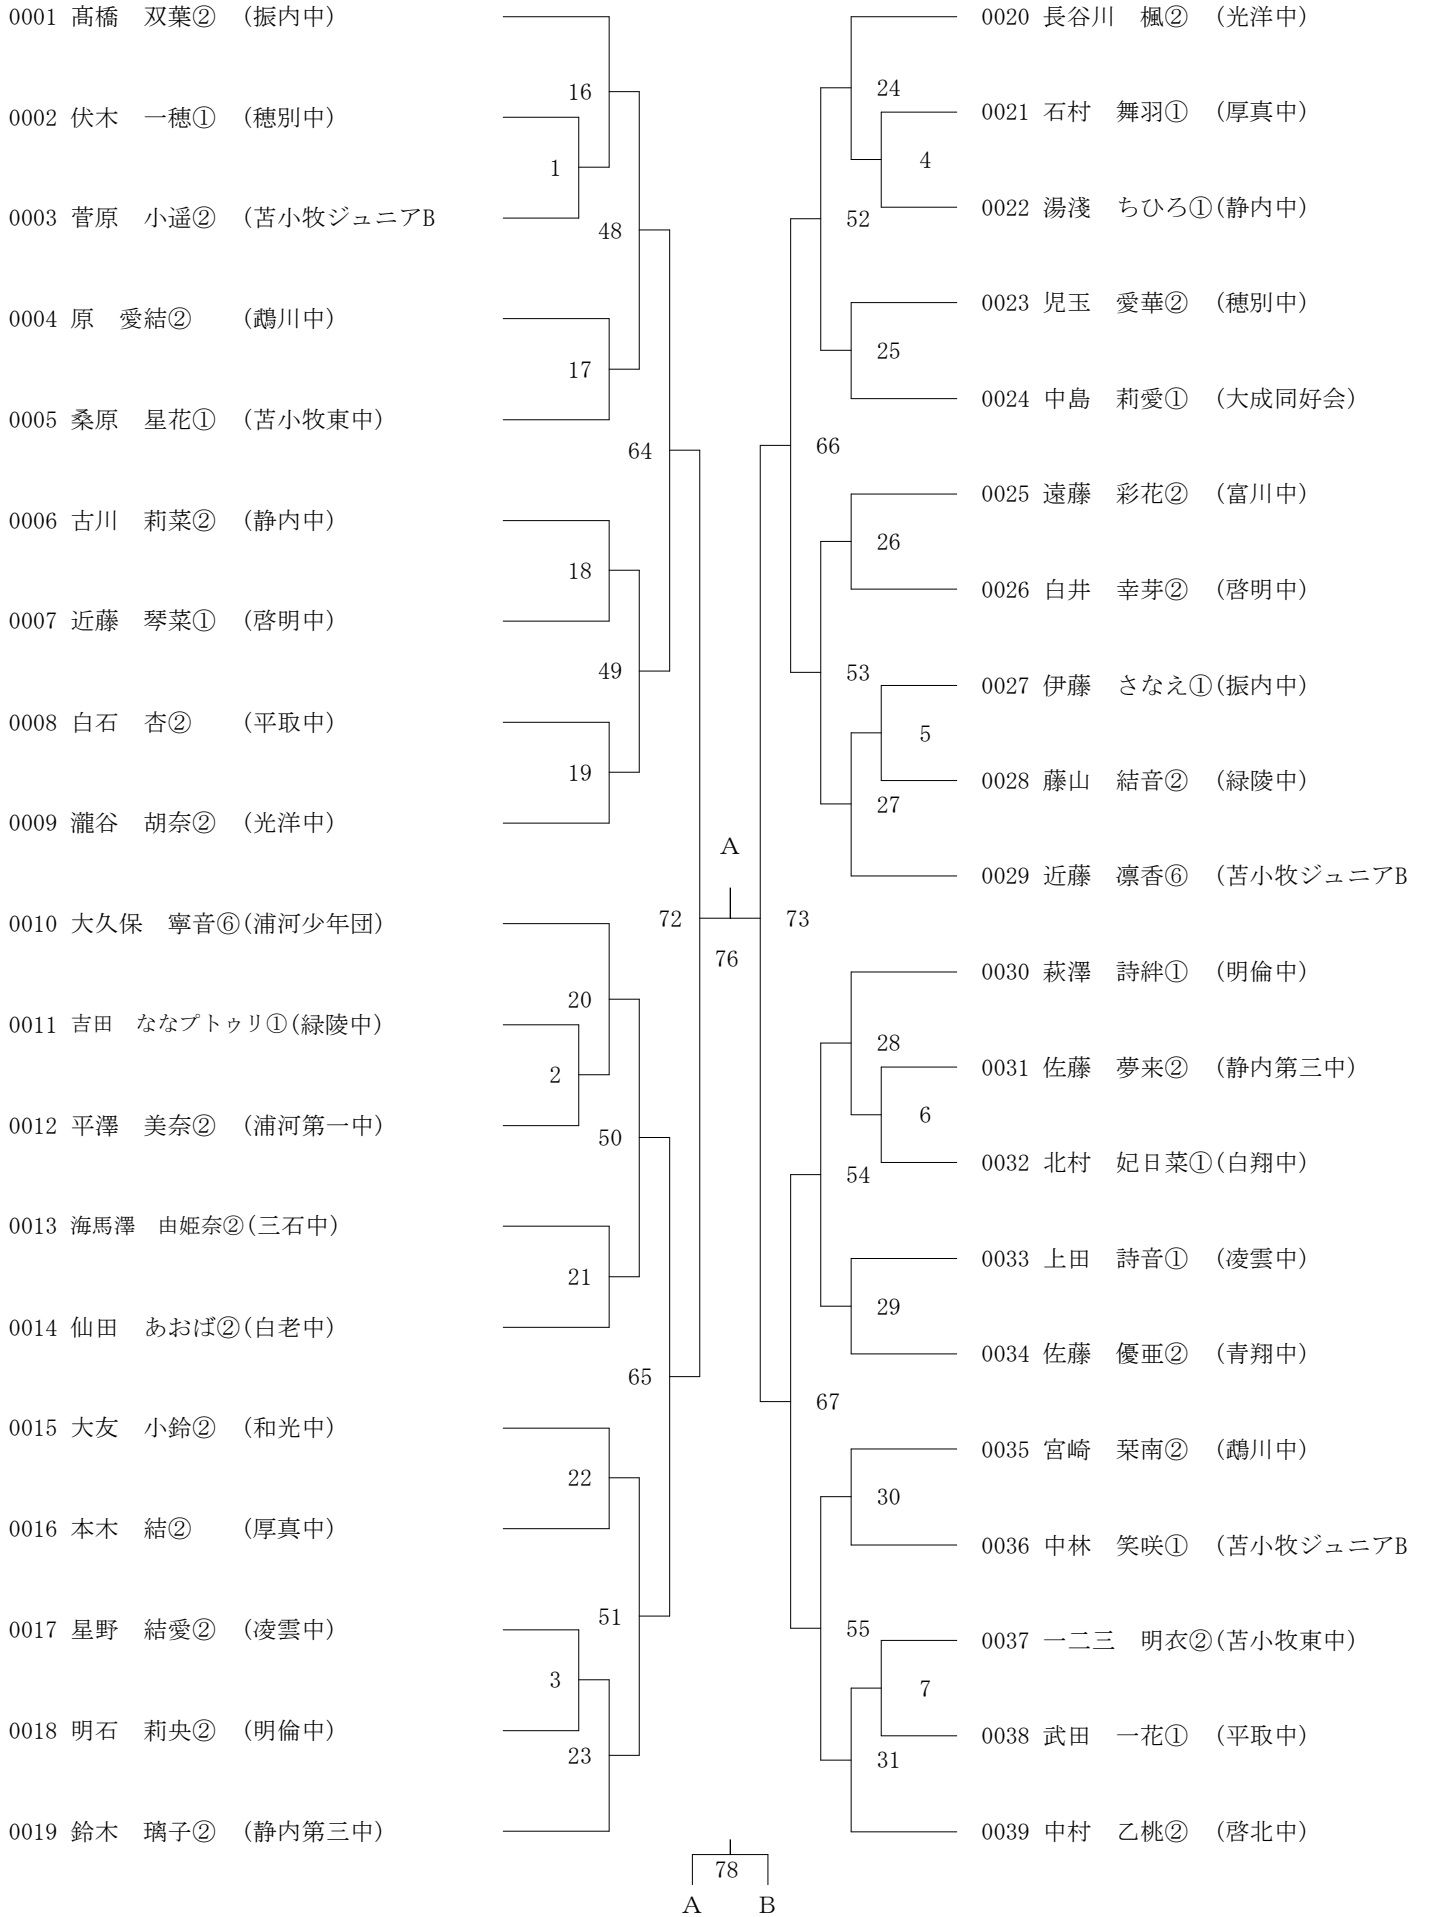 0001 髙橋　双葉② (振内中)
16
0002 伏木　一穂① (穂別中)
1
0003 菅原　小遥② (苫小牧ジュニアB
48
0004 原　愛結② (鵡川中)
17
0005 桑原　星花① (苫小牧東中)
64
0006 古川　莉菜② (静内中)
18
0007 近藤　琴菜① (啓明中)
49
0008 白石　杏② (平取中)
19
0009 瀧谷　胡奈② (光洋中)
72
0010 大久保　寧音⑥(浦河少年団)
20
0011 吉田　ななプトゥリ①(緑陵中)
2
0012 平澤　美奈② (浦河第一中)
50
0013 海馬澤　由姫奈②(三石中)
21
0014 仙田　あおば②(白老中)
65
0015 大友　小鈴② (和光中)
22
0016 本木　結② (厚真中)
51
0017 星野　結愛② (凌雲中)
3
0018 明石　莉央② (明倫中)
23
0019 鈴木　璃子② (静内第三中)
A
76
0020 長谷川　楓② (光洋中)
24
0021 石村　舞羽① (厚真中)
4
0022 湯淺　ちひろ①(静内中)
52
0023 児玉　愛華② (穂別中)
25
0024 中島　莉愛① (大成同好会)
66
0025 遠藤　彩花② (富川中)
26
0026 白井　幸芽② (啓明中)
53
0027 伊藤　さなえ①(振内中)
5
0028 藤山　結音② (緑陵中)
27
0029 近藤　凛香⑥ (苫小牧ジュニアB
73
0030 萩澤　詩絆① (明倫中)
28
0031 佐藤　夢来② (静内第三中)
6
0032 北村　妃日菜①(白翔中)
54
0033 上田　詩音① (凌雲中)
29
0034 佐藤　優亜② (青翔中)
67
0035 宮崎　栞南② (鵡川中)
30
0036 中林　笑咲① (苫小牧ジュニアB
55
0037 一二三　明衣②(苫小牧東中)
7
0038 武田　一花① (平取中)
31
0039 中村　乙桃② (啓北中)
78
A B